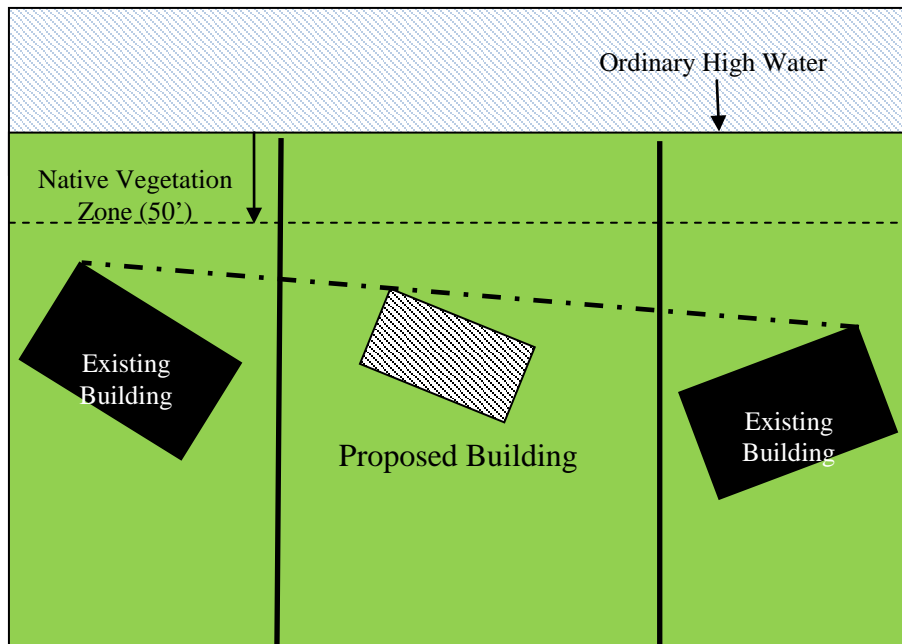 Ordinary High Water
Native Vegetation
Zone (50’)
Existing
Building
Proposed Building
Existing
Building